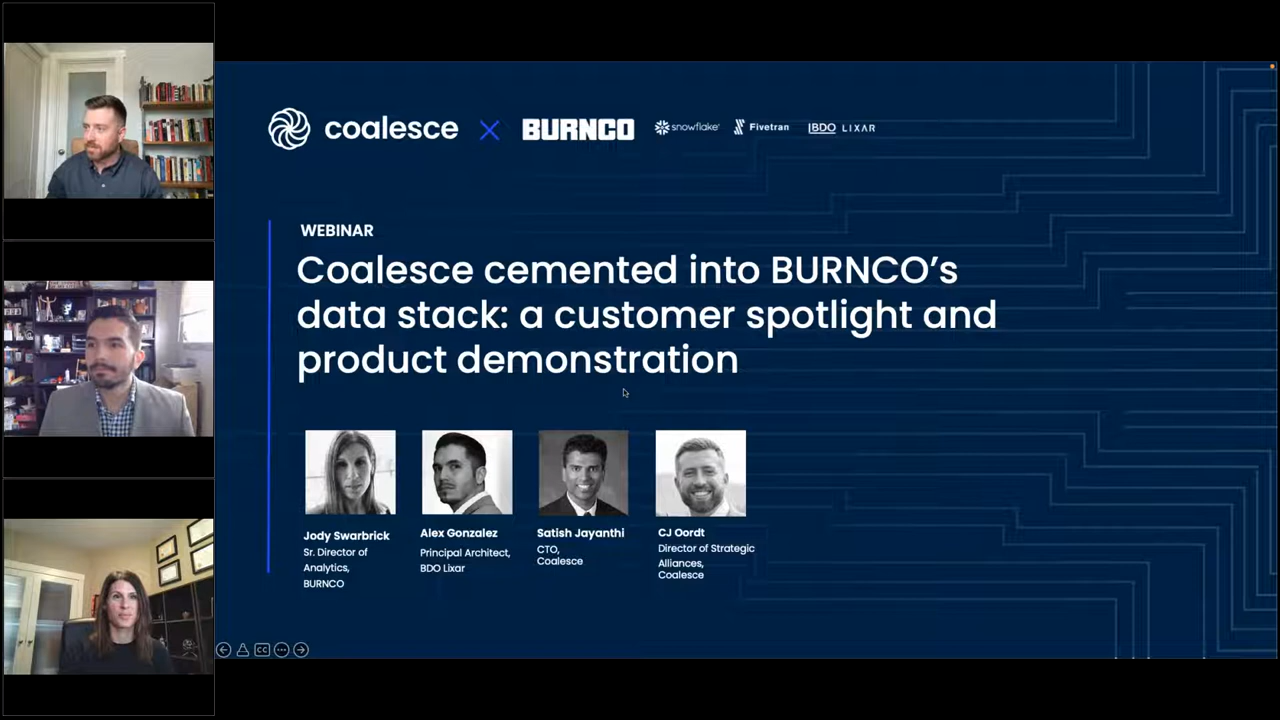 coalesce BURNCO snowflake Fivetran IBDO LIXAR
WEBINAR
Coalesce cemented into BURNCO's
data stack: a customer spotlight and
product demonstration
Jody Swarbrick
Sr. Director of
Analytics,
BURNCO
Alex Gonzalez
Principal Architect,
BDO Lixar
Satish Jayanthi
CTO,
Coalesce
CJ Oordt
Director of Strategic
Alliances,
Coalesce
CC